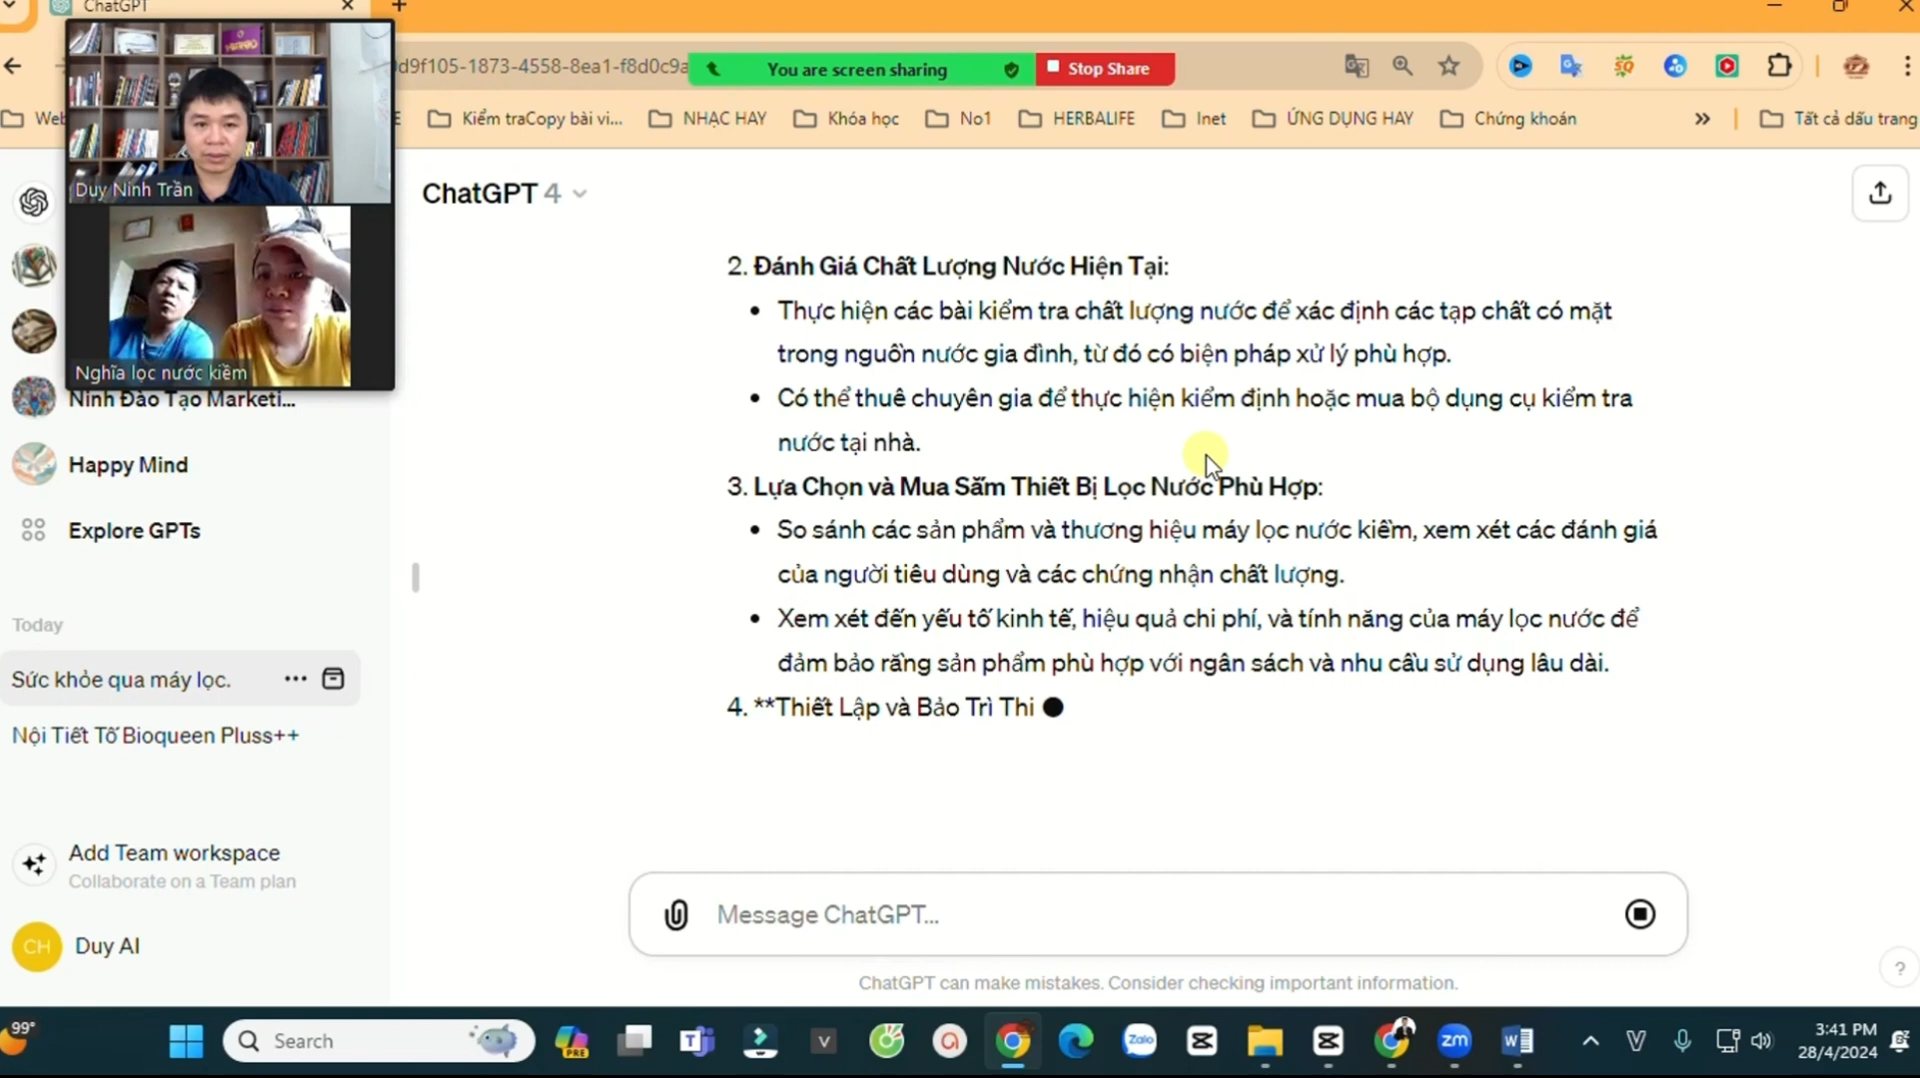 ChatGPT
d9f105-1873-4558-8ea1-f8d0c9a
You are screen sharing
Stop Share
Kiểm traCopy bài vi...
NHẠC HAY
Khóa học
No1
HERBALIFE
Inet
ỨNG DỤNG HAY
Chứng khoán
Tất cả dấu trang
Duy Ninh Trần
Nghĩa lọc nước kiềm
Ninh Đào Tạo Marketi...
Happy Mind
Explore GPTs
Today
Sức khỏe qua máy lọc.
Nội Tiết Tố Bioqueen Pluss++
Add Team workspace
Collaborate on a Team plan
CH
Duy AI
ChatGPT 4
2. Đánh Giá Chất Lượng Nước Hiện Tại:
• Thực hiện các bài kiểm tra chất lượng nước để xác định các tạp chất có mặt
trong nguồn nước gia đình, từ đó có biện pháp xử lý phù hợp.
• Có thể thuê chuyên gia để thực hiện kiểm định hoặc mua bộ dụng cụ kiểm tra
nước tại nhà.
3. Lựa Chọn và Mua Sắm Thiết Bị Lọc Nước Phù Hợp:
• So sánh các sản phẩm và thương hiệu máy lọc nước kiềm, xem xét các đánh giá
của người tiêu dùng và các chứng nhận chất lượng.
• Xem xét đến yếu tố kinh tế, hiệu quả chi phí, và tính năng của máy lọc nước để
đảm bảo rằng sản phẩm phù hợp với ngân sách và nhu cầu sử dụng lâu dài.
4. **Thiết Lập và Bảo Trì Thi
Message ChatGPT...
ChatGPT can make mistakes. Consider checking important information.
?
99°
Search
PRE
Zalo
zm
3:41 PM
28/4/2024